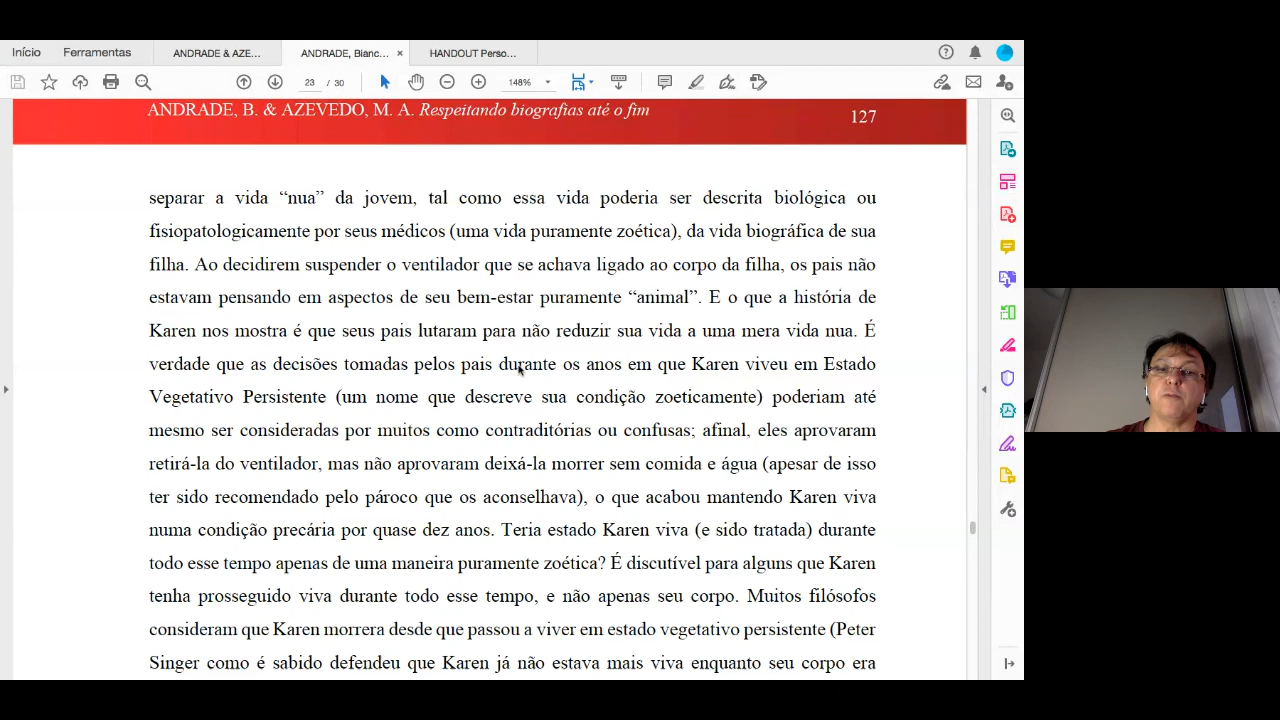 Início Ferramentas ANDRADE & AZE... ANDRADE, Bianc... × HANDOUT Perso...
23 / 30 148%
ANDRADE, B. & AZEVEDO, M. A. Respeitando biografias até o fim 127
separar a vida “nua” da jovem, tal como essa vida poderia ser descrita biológica ou
fisiopatologicamente por seus médicos (uma vida puramente zoética), da vida biográfica de sua
filha. Ao decidirem suspender o ventilador que se achava ligado ao corpo da filha, os pais não
estavam pensando em aspectos de seu bem-estar puramente “animal”. E o que a história de
Karen nos mostra é que seus pais lutaram para não reduzir sua vida a uma mera vida nua. É
verdade que as decisões tomadas pelos pais durante os anos em que Karen viveu em Estado
Vegetativo Persistente (um nome que descreve sua condição zoeticamente) poderiam até
mesmo ser consideradas por muitos como contraditórias ou confusas; afinal, eles aprovaram
retirá-la do ventilador, mas não aprovaram deixá-la morrer sem comida e água (apesar de isso
ter sido recomendado pelo pároco que os aconselhava), o que acabou mantendo Karen viva
numa condição precária por quase dez anos. Teria estado Karen viva (e sido tratada) durante
todo esse tempo apenas de uma maneira puramente zoética? É discutível para alguns que Karen
tenha prosseguido viva durante todo esse tempo, e não apenas seu corpo. Muitos filósofos
consideram que Karen morrera desde que passou a viver em estado vegetativo persistente (Peter
Singer como é sabido defendeu que Karen já não estava mais viva enquanto seu corpo era